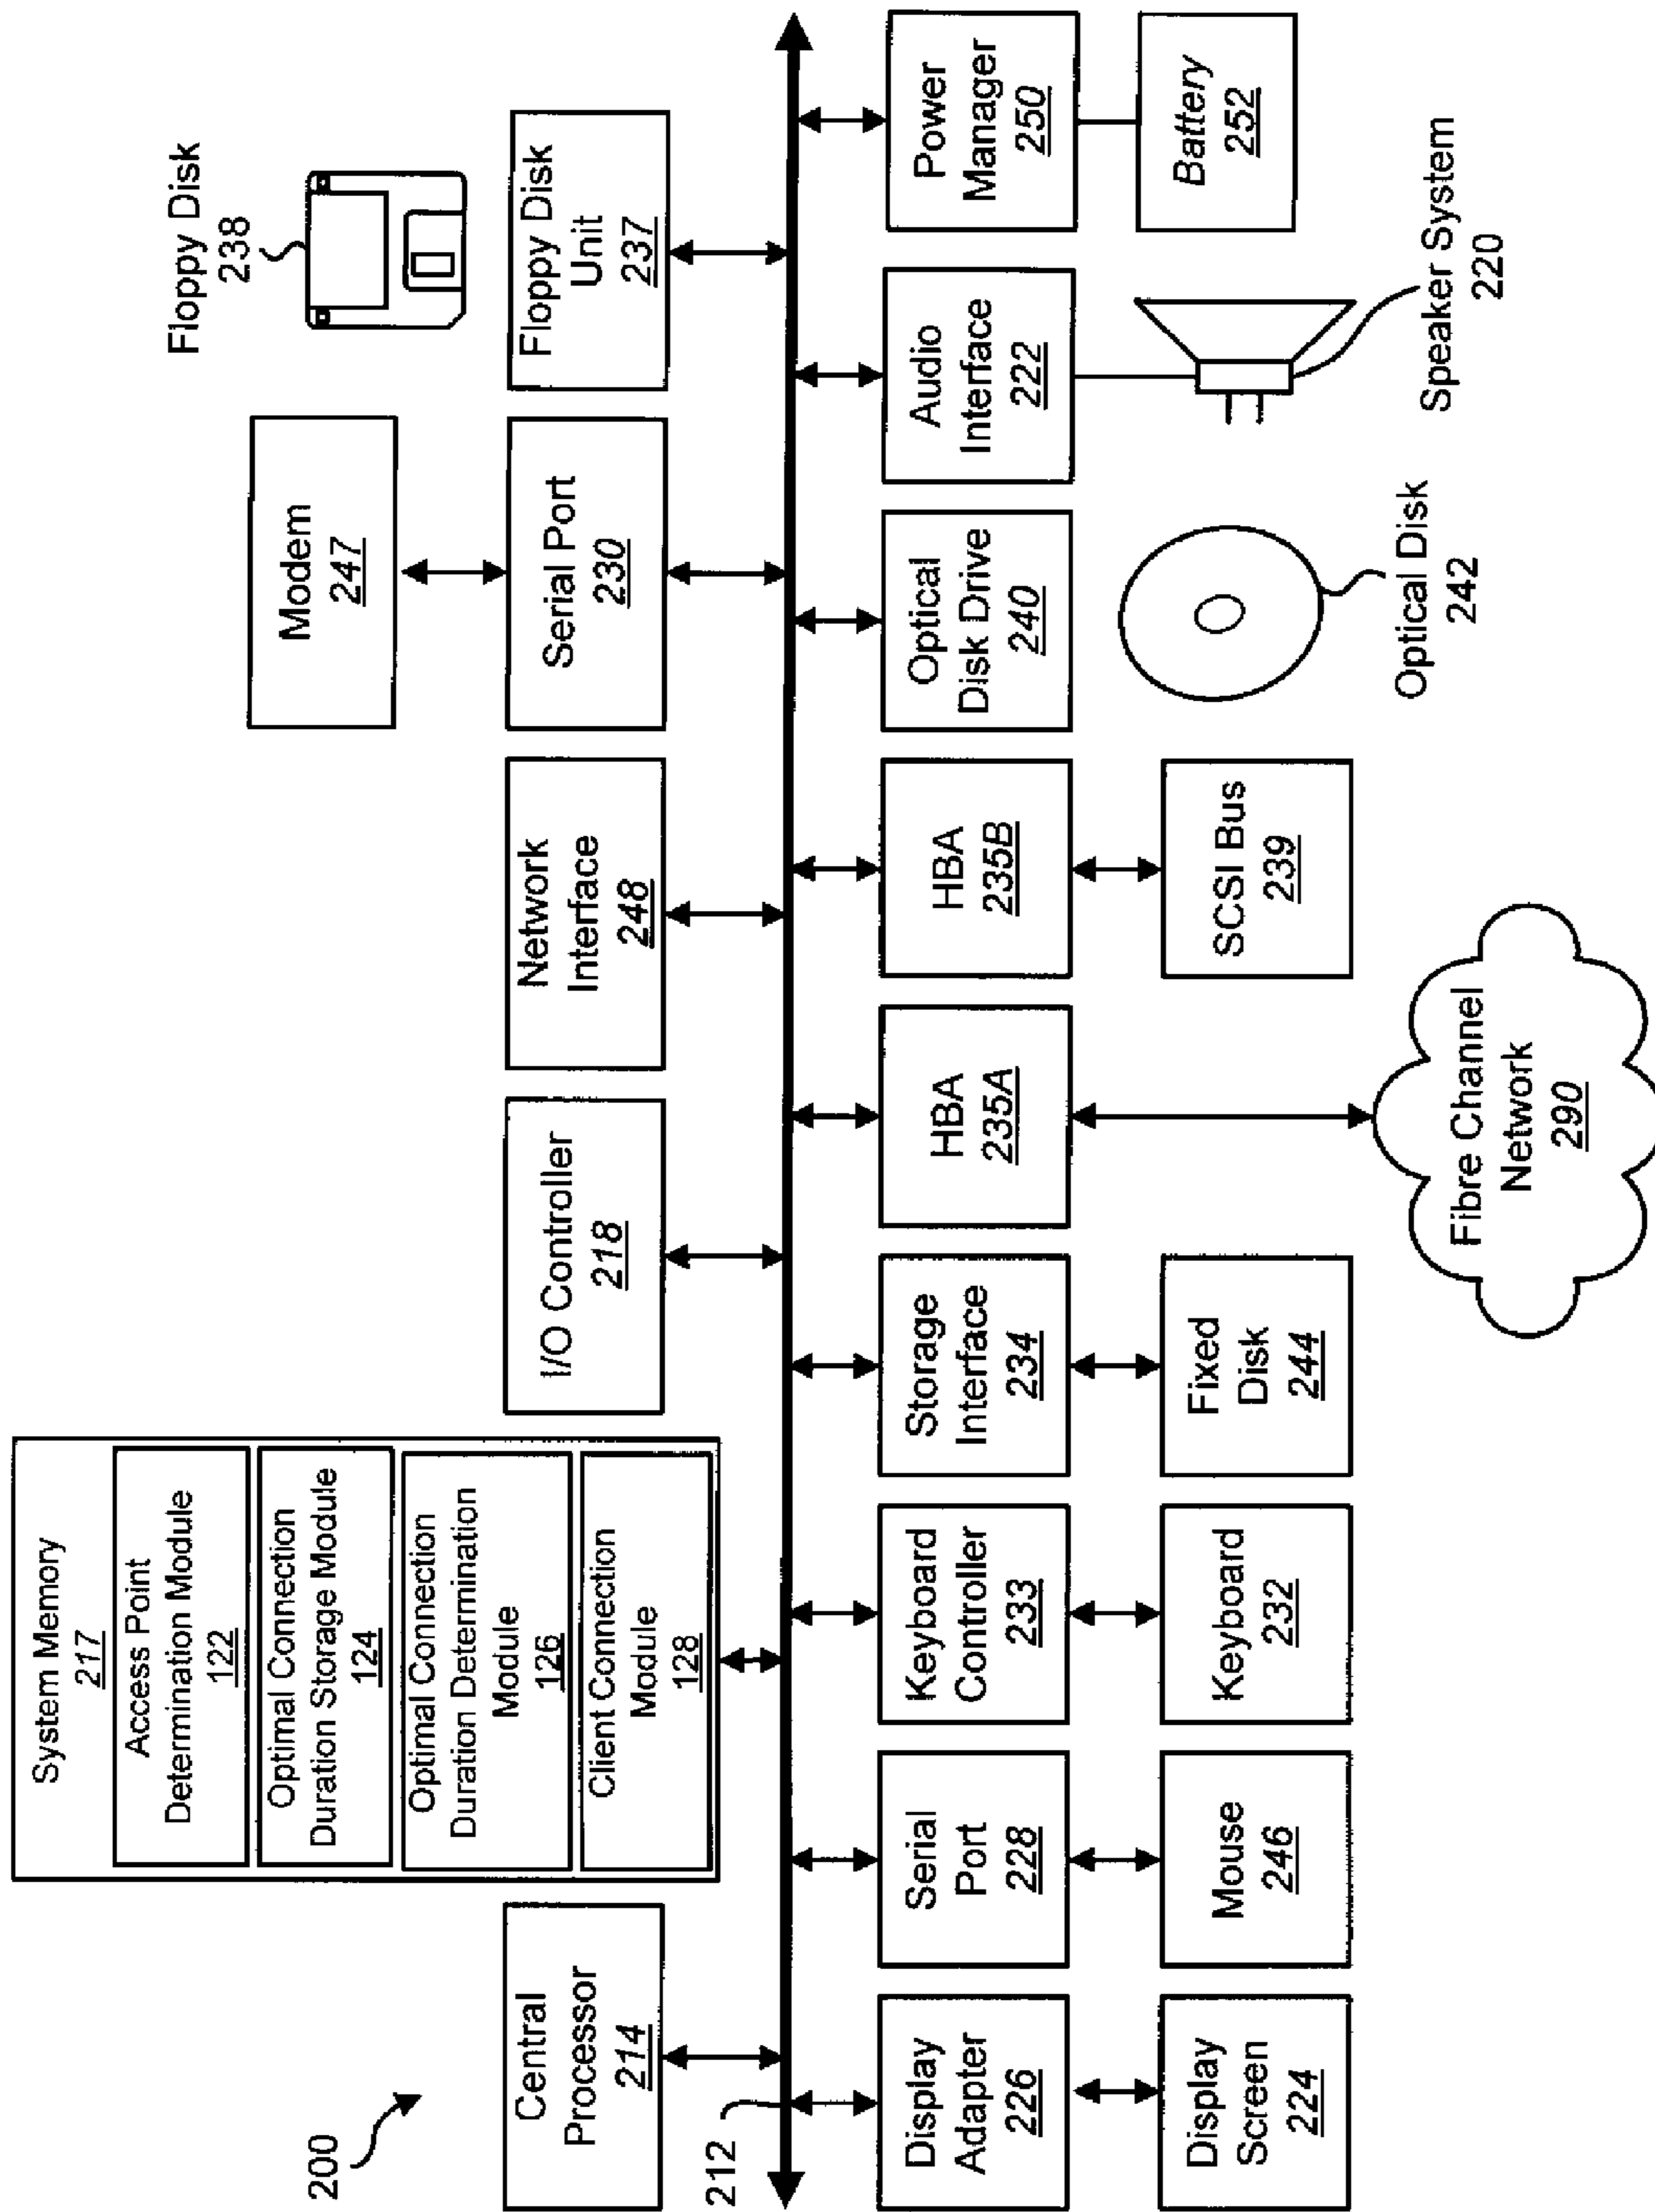 200
System Memory
217
Access Point
Determination Module
122
Optimal Connection
Duration Storage Module
124
Optimal Connection
Duration Determination
Module
126
Client Connection
Module
128
Modem
247
Floppy Disk
238
Central
Processor
214
I/O Controller
218
Network
Interface
248
Serial Port
230
Floppy Disk
Unit
237
212
Display
Adapter
226
Serial
Port
228
Keyboard
Controller
233
Storage
Interface
234
HBA
235A
HBA
235B
Optical
Disk Drive
240
Audio
Interface
222
Power
Manager
250
Display
Screen
224
Mouse
246
Keyboard
232
Fixed
Disk
244
Fibre Channel
Network
290
SCSI Bus
239
Optical Disk
242
Speaker System
220
Battery
252